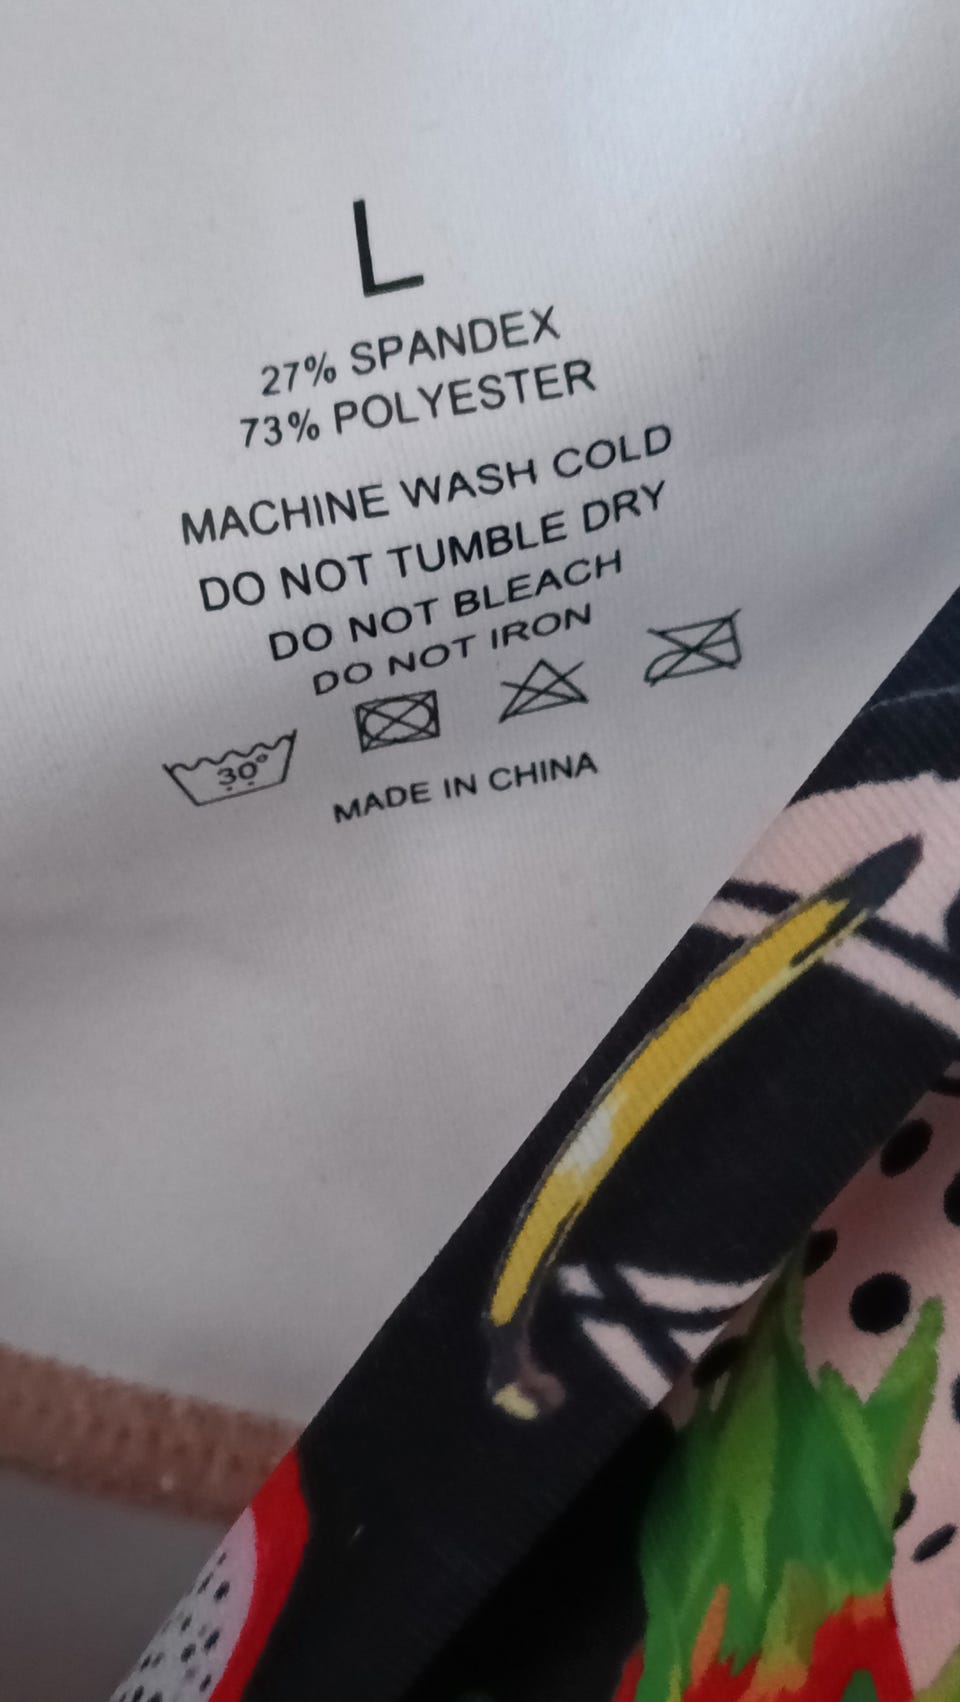 L
27% SPANDEX
73% POLYESTER
MACHINE WASH COLD
DO NOT TUMBLE DRY
DO NOT BLEACH
DO NOT IRON
30°
MADE IN CHINA